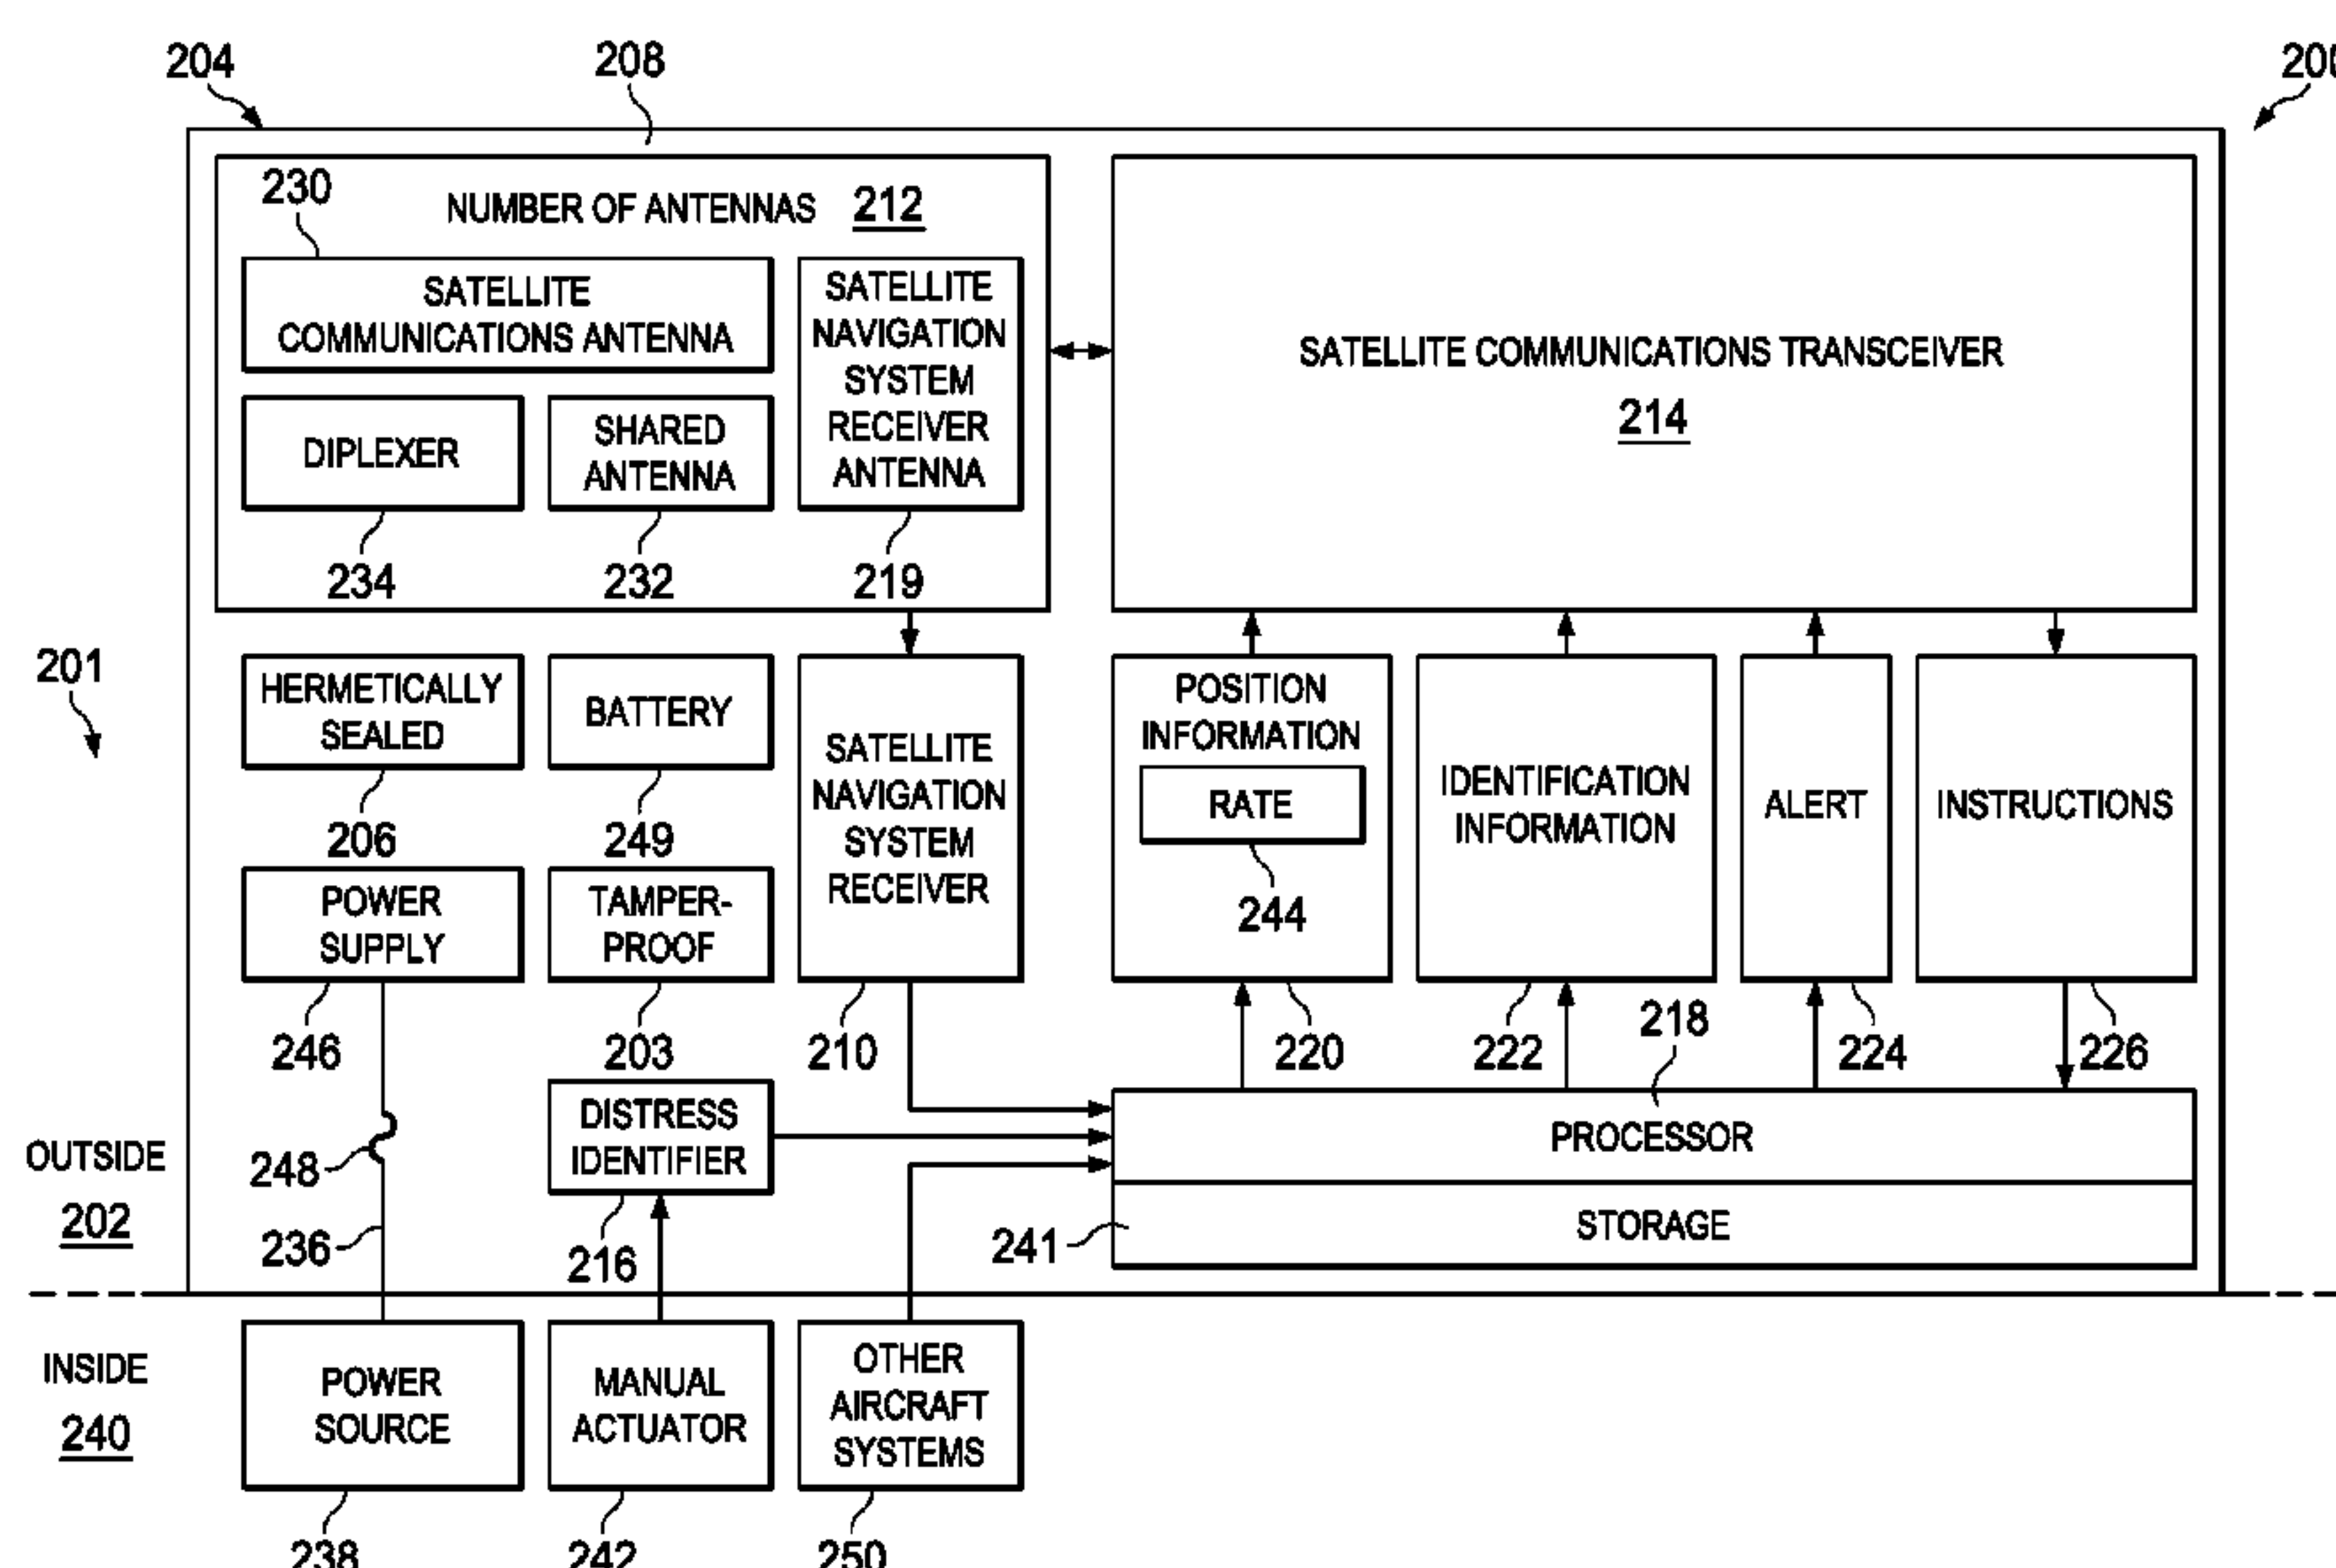 204
208
200
230
NUMBER OF ANTENNAS 212
SATELLITE
COMMUNICATIONS ANTENNA
SATELLITE
NAVIGATION
SYSTEM
RECEIVER
ANTENNA
DIPLEXER
SHARED
ANTENNA
234
232
219
SATELLITE COMMUNICATIONS TRANSCEIVER
214
201
HERMETICALLY
SEALED
206
BATTERY
249
SATELLITE
NAVIGATION
SYSTEM
RECEIVER
210
POWER
SUPPLY
246
TAMPER-
PROOF
203
POSITION
INFORMATION
RATE
244
220
IDENTIFICATION
INFORMATION
222
ALERT
224
INSTRUCTIONS
226
218
DISTRESS
IDENTIFIER
216
PROCESSOR
STORAGE
241
248
236
OUTSIDE
202
INSIDE
240
POWER
SOURCE
238
MANUAL
ACTUATOR
242
OTHER
AIRCRAFT
SYSTEMS
250